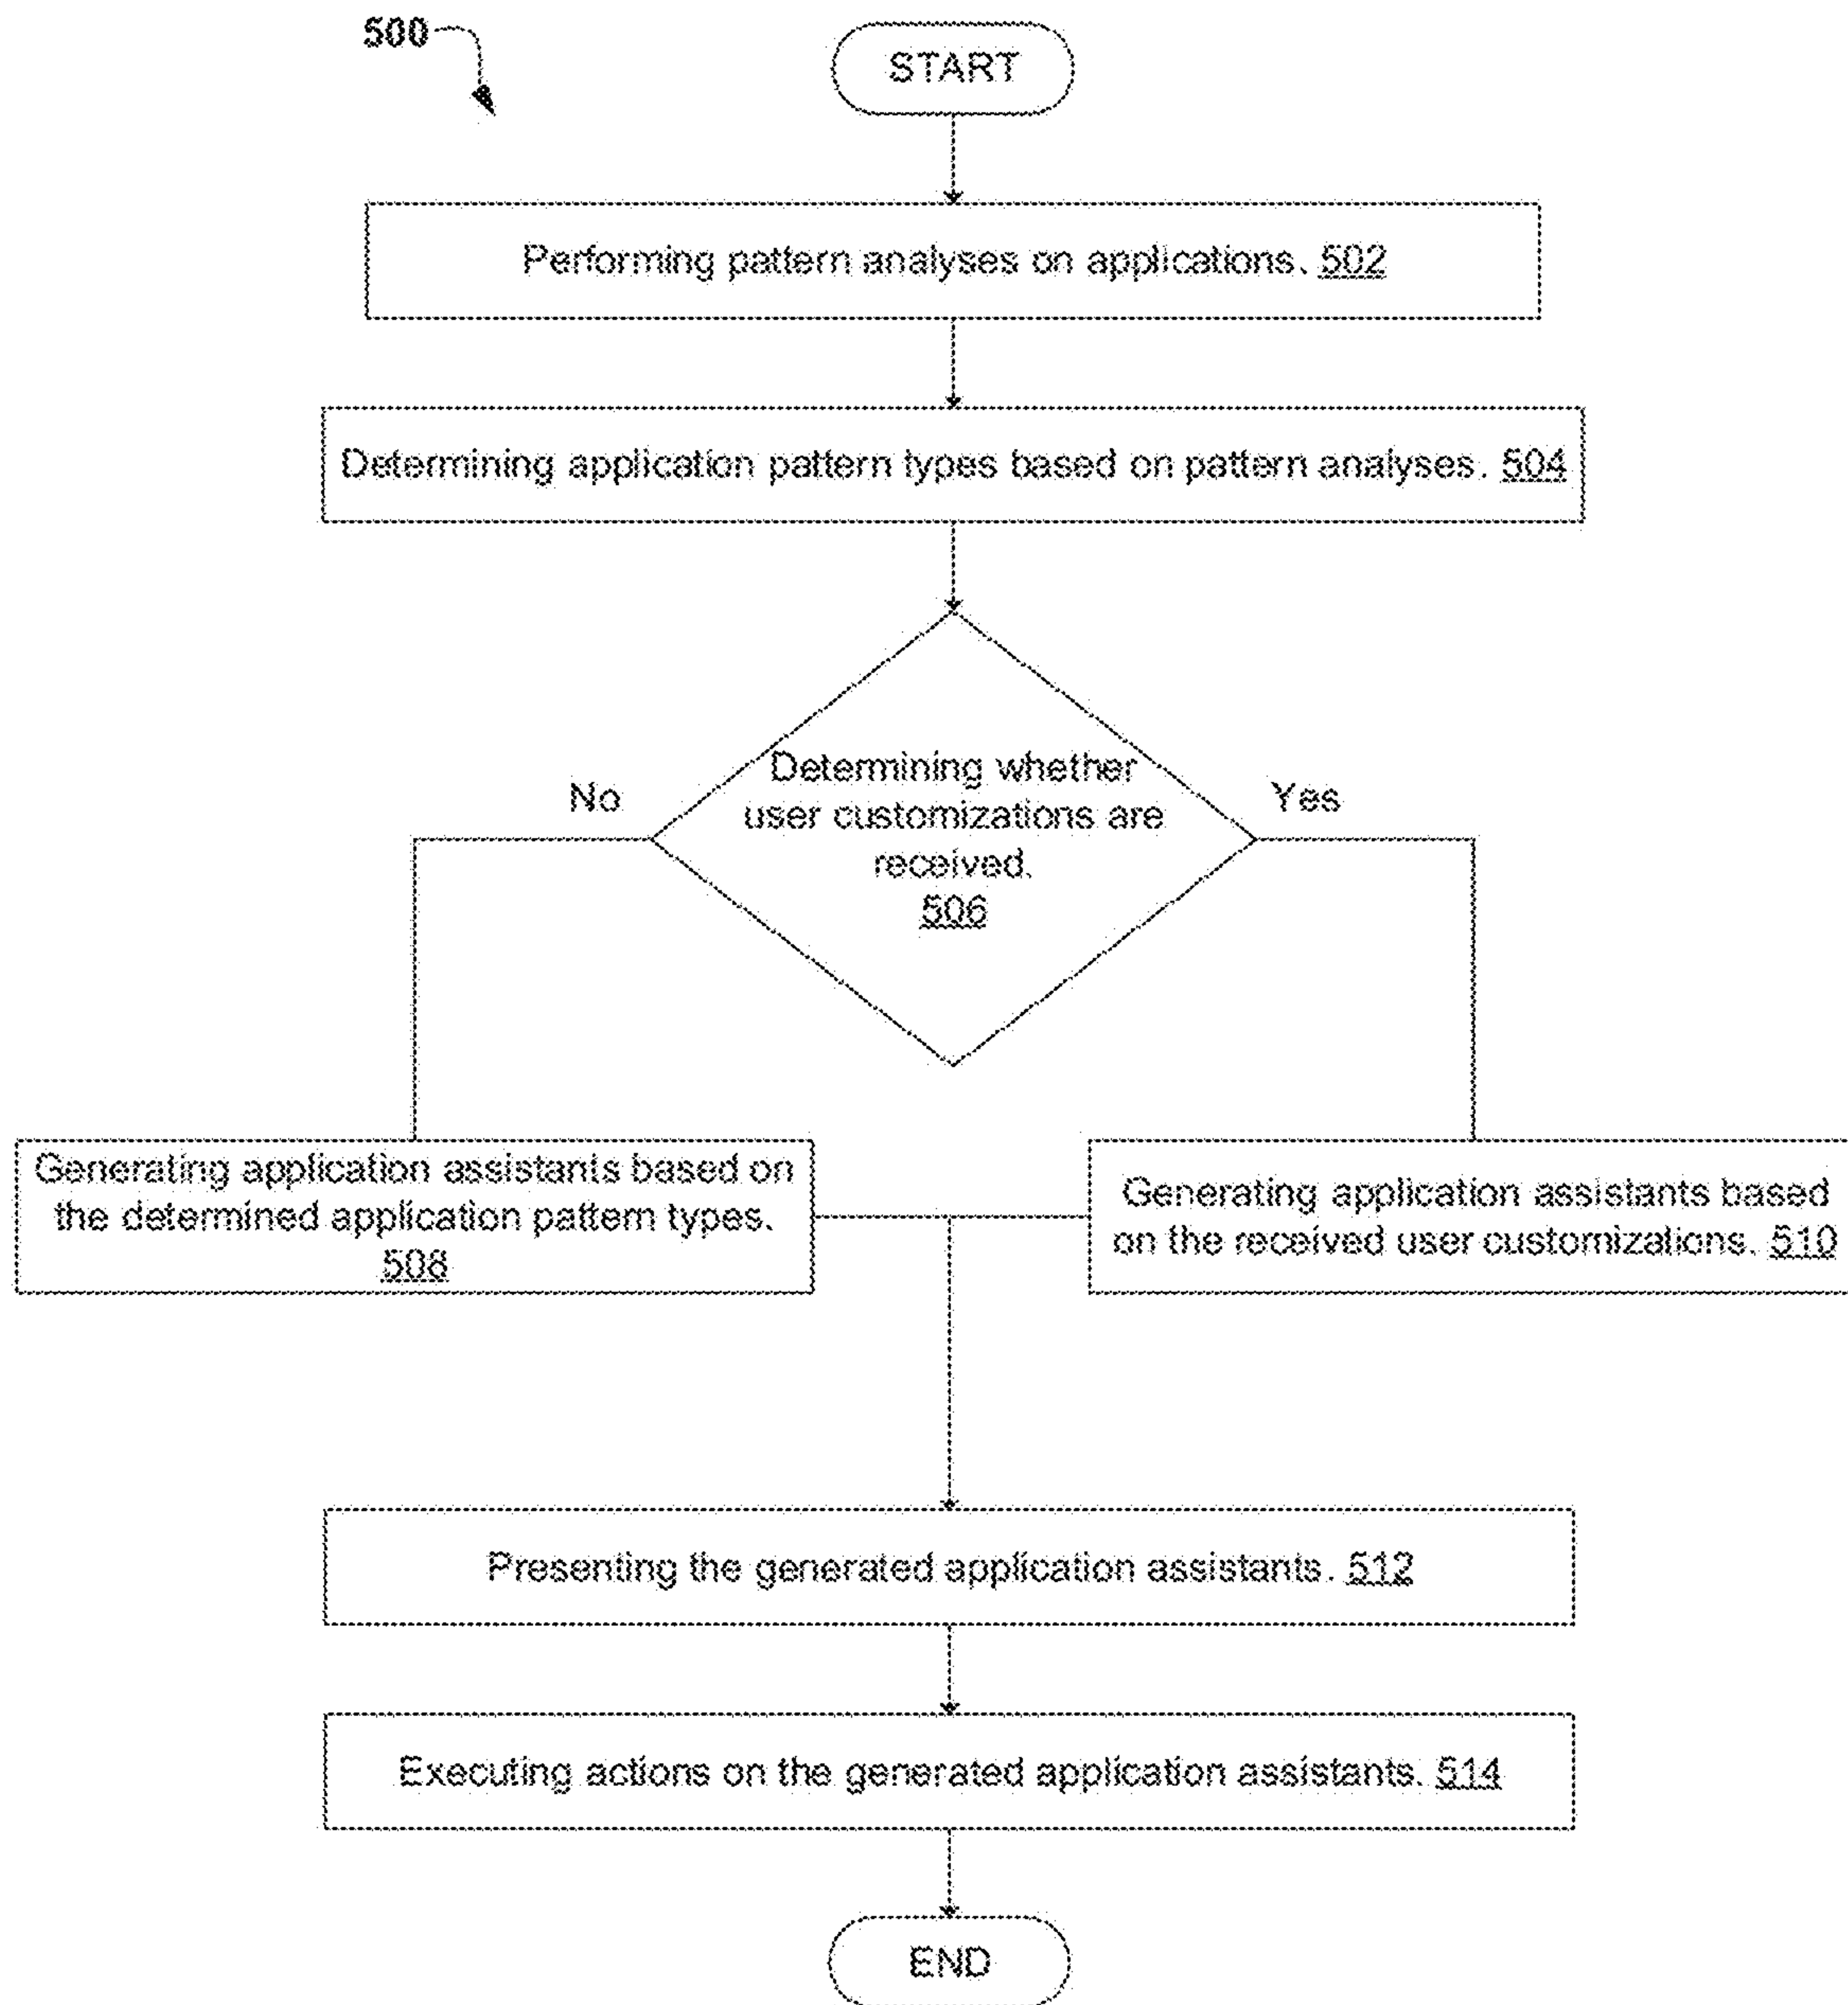 500
START
Performing pattern analyses on applications. 502
Determining application pattern types based on pattern analyses. 504
Determining whether
user customizations are
received.
506
No
Yes
Generating application assistants based on
the determined application pattern types.
508
Generating application assistants based
on the received user customizations. 510
Presenting the generated application assistants. 512
Executing actions on the generated application assistants. 514
END